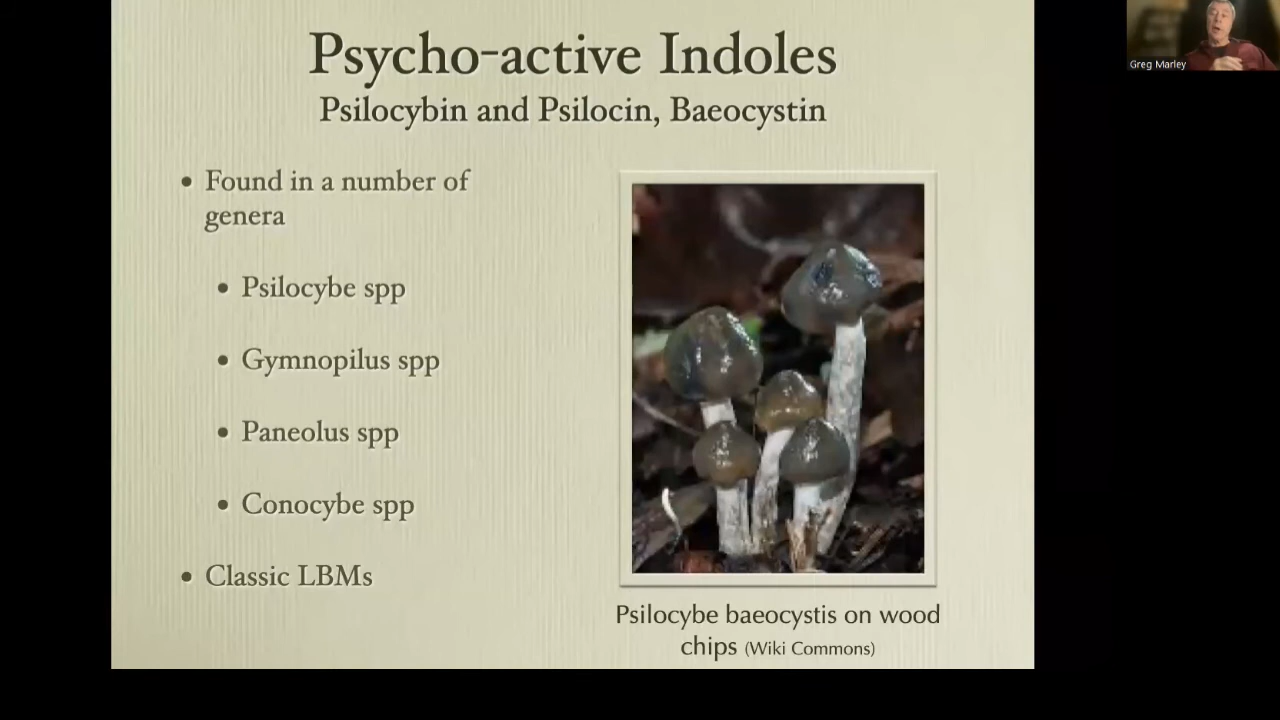 Psycho-active Indoles
Psilocybin and Psilocin, Baeocystin
• Found in a number of
genera
• Psilocybe spp
• Gymnopilus spp
• Paneolus spp
• Conocybe spp
• Classic LBMs
Psilocybe baeocystis on wood
chips (Wiki Commons)
Greg Marley